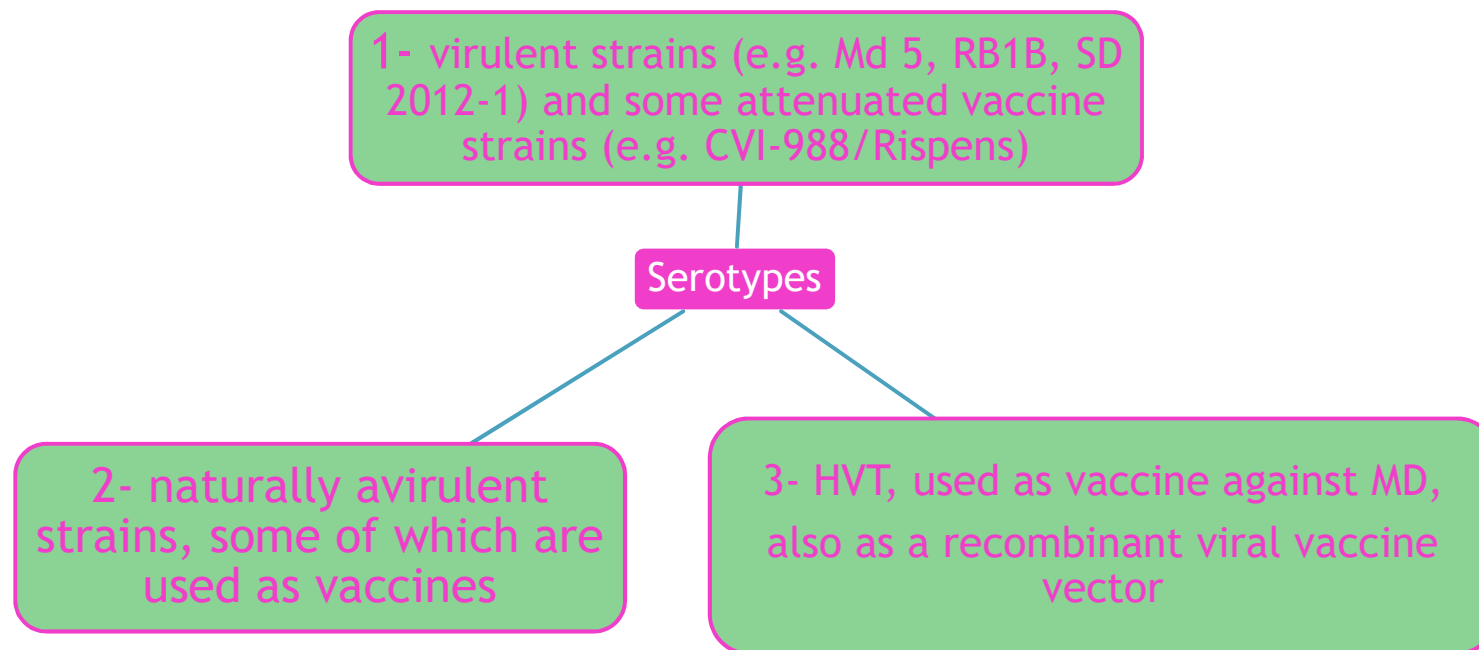 1- virulent strains (e.g. Md 5, RB1B, SD
2012-1) and some attenuated vaccine
strains (e.g. CVI-988/Rispens)
Serotypes
2- naturally avirulent
strains, some of which are
used as vaccines
3- HVT, used as vaccine against MD,
also as a recombinant viral vaccine
vector